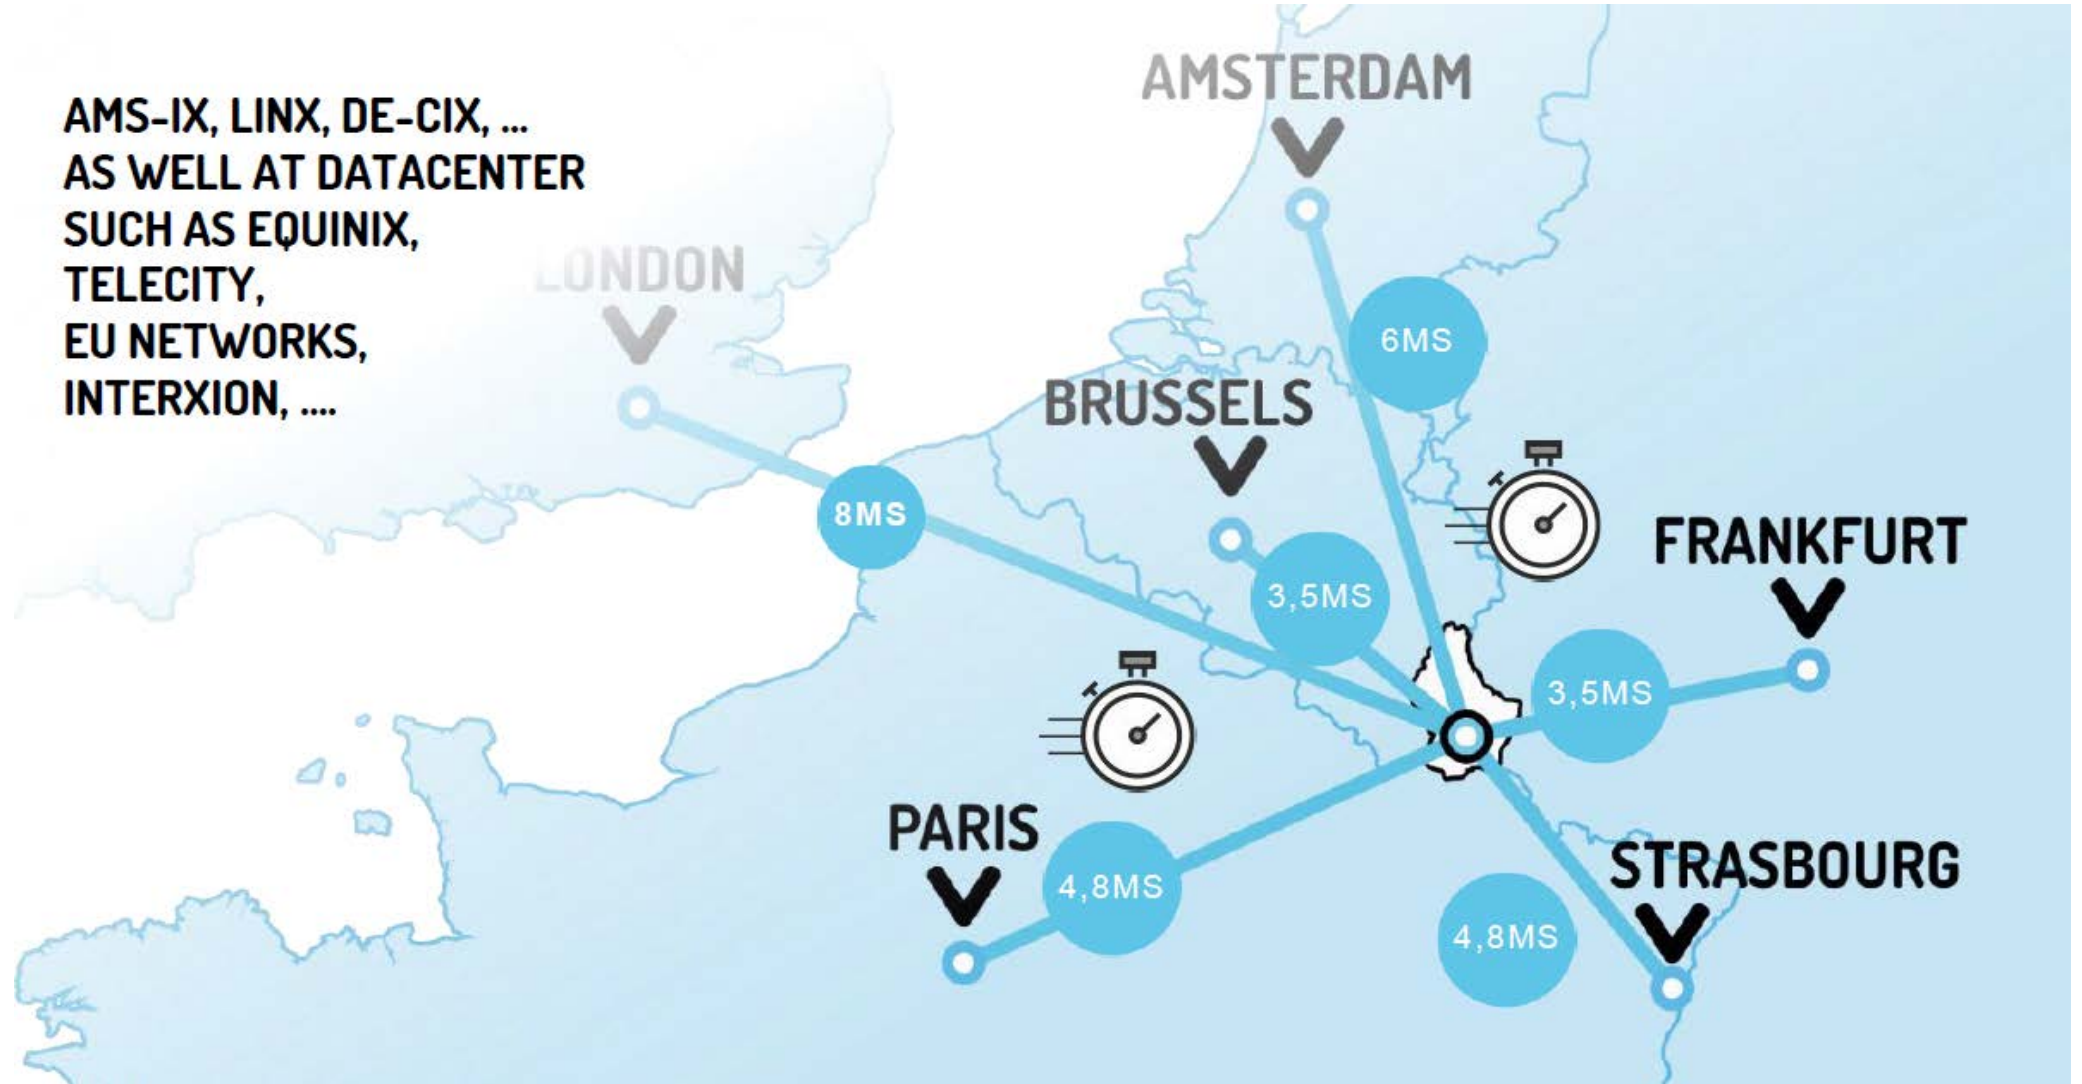 AMS-IX, LINX, DE-CIX, ...
AS WELL AT DATACENTER
SUCH AS EQUINIX,
TELECITY,
EU NETWORKS,
INTERXION, ....
AMSTERDAM
LONDON
6MS
BRUSSELS
8MS
FRANKFURT
3,5MS
3,5MS
PARIS
4,8MS
STRASBOURG
4,8MS